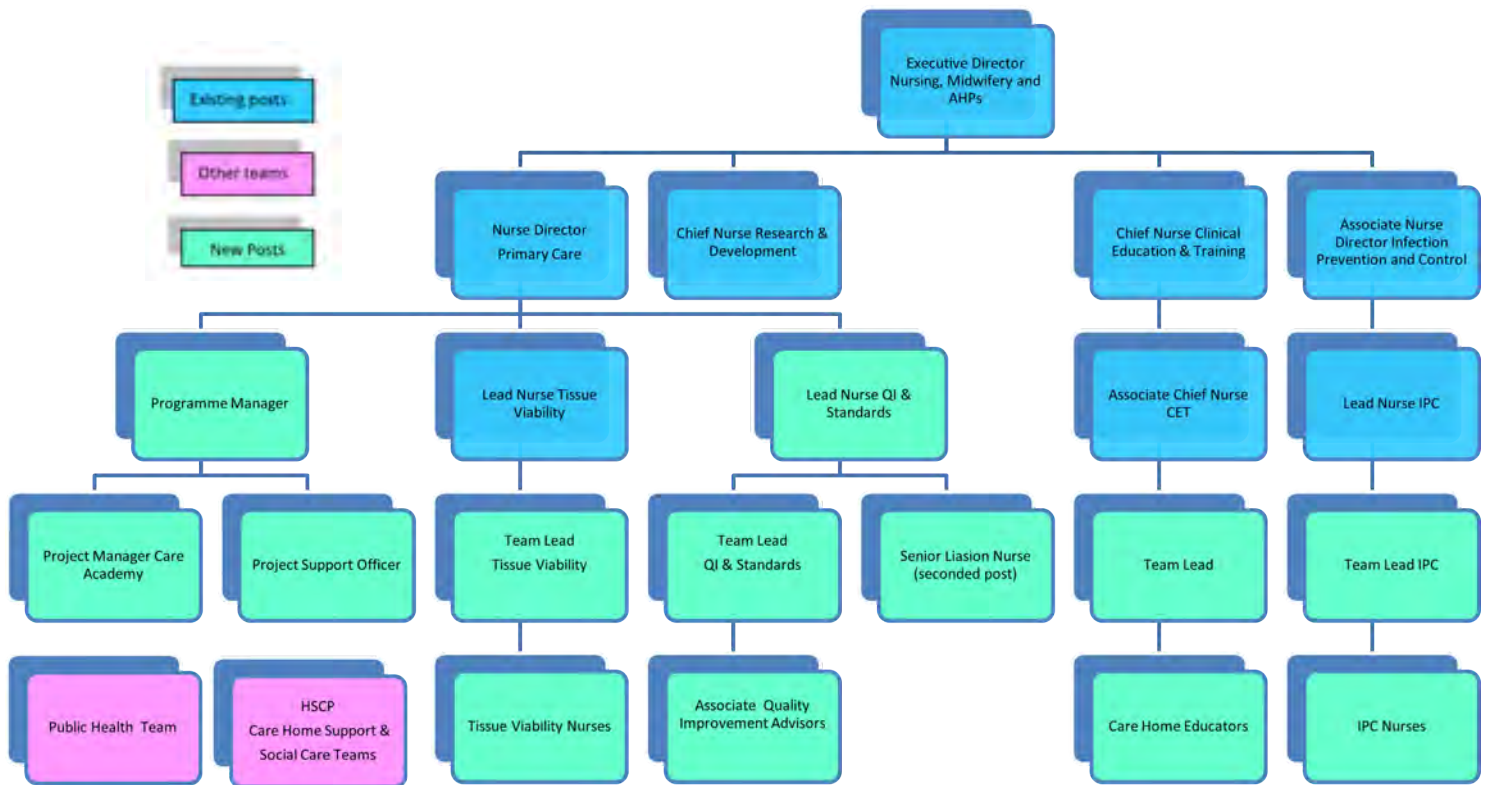 Executive Director
Nursing, Midwifery and
AHPs
Existing posts
Other teams
New Posts
Nurse Director
Primary Care
Chief Nurse Research &
Development
Chief Nurse Clinical
Education & Training
Associate Nurse
Director Infection
Prevention and Control
Programme Manager
Lead Nurse Tissue
Viability
Lead Nurse QI &
Standards
Associate Chief Nurse
CET
Lead Nurse IPC
Project Manager Care
Academy
Project Support Officer
Team Lead
Tissue Viability
Team Lead
QI & Standards
Senior Liasion Nurse
(seconded post)
Team Lead
Team Lead IPC
Public Health Team
HSCP
Care Home Support &
Social Care Teams
Tissue Viability Nurses
Associate Quality
Improvement Advisors
Care Home Educators
IPC Nurses